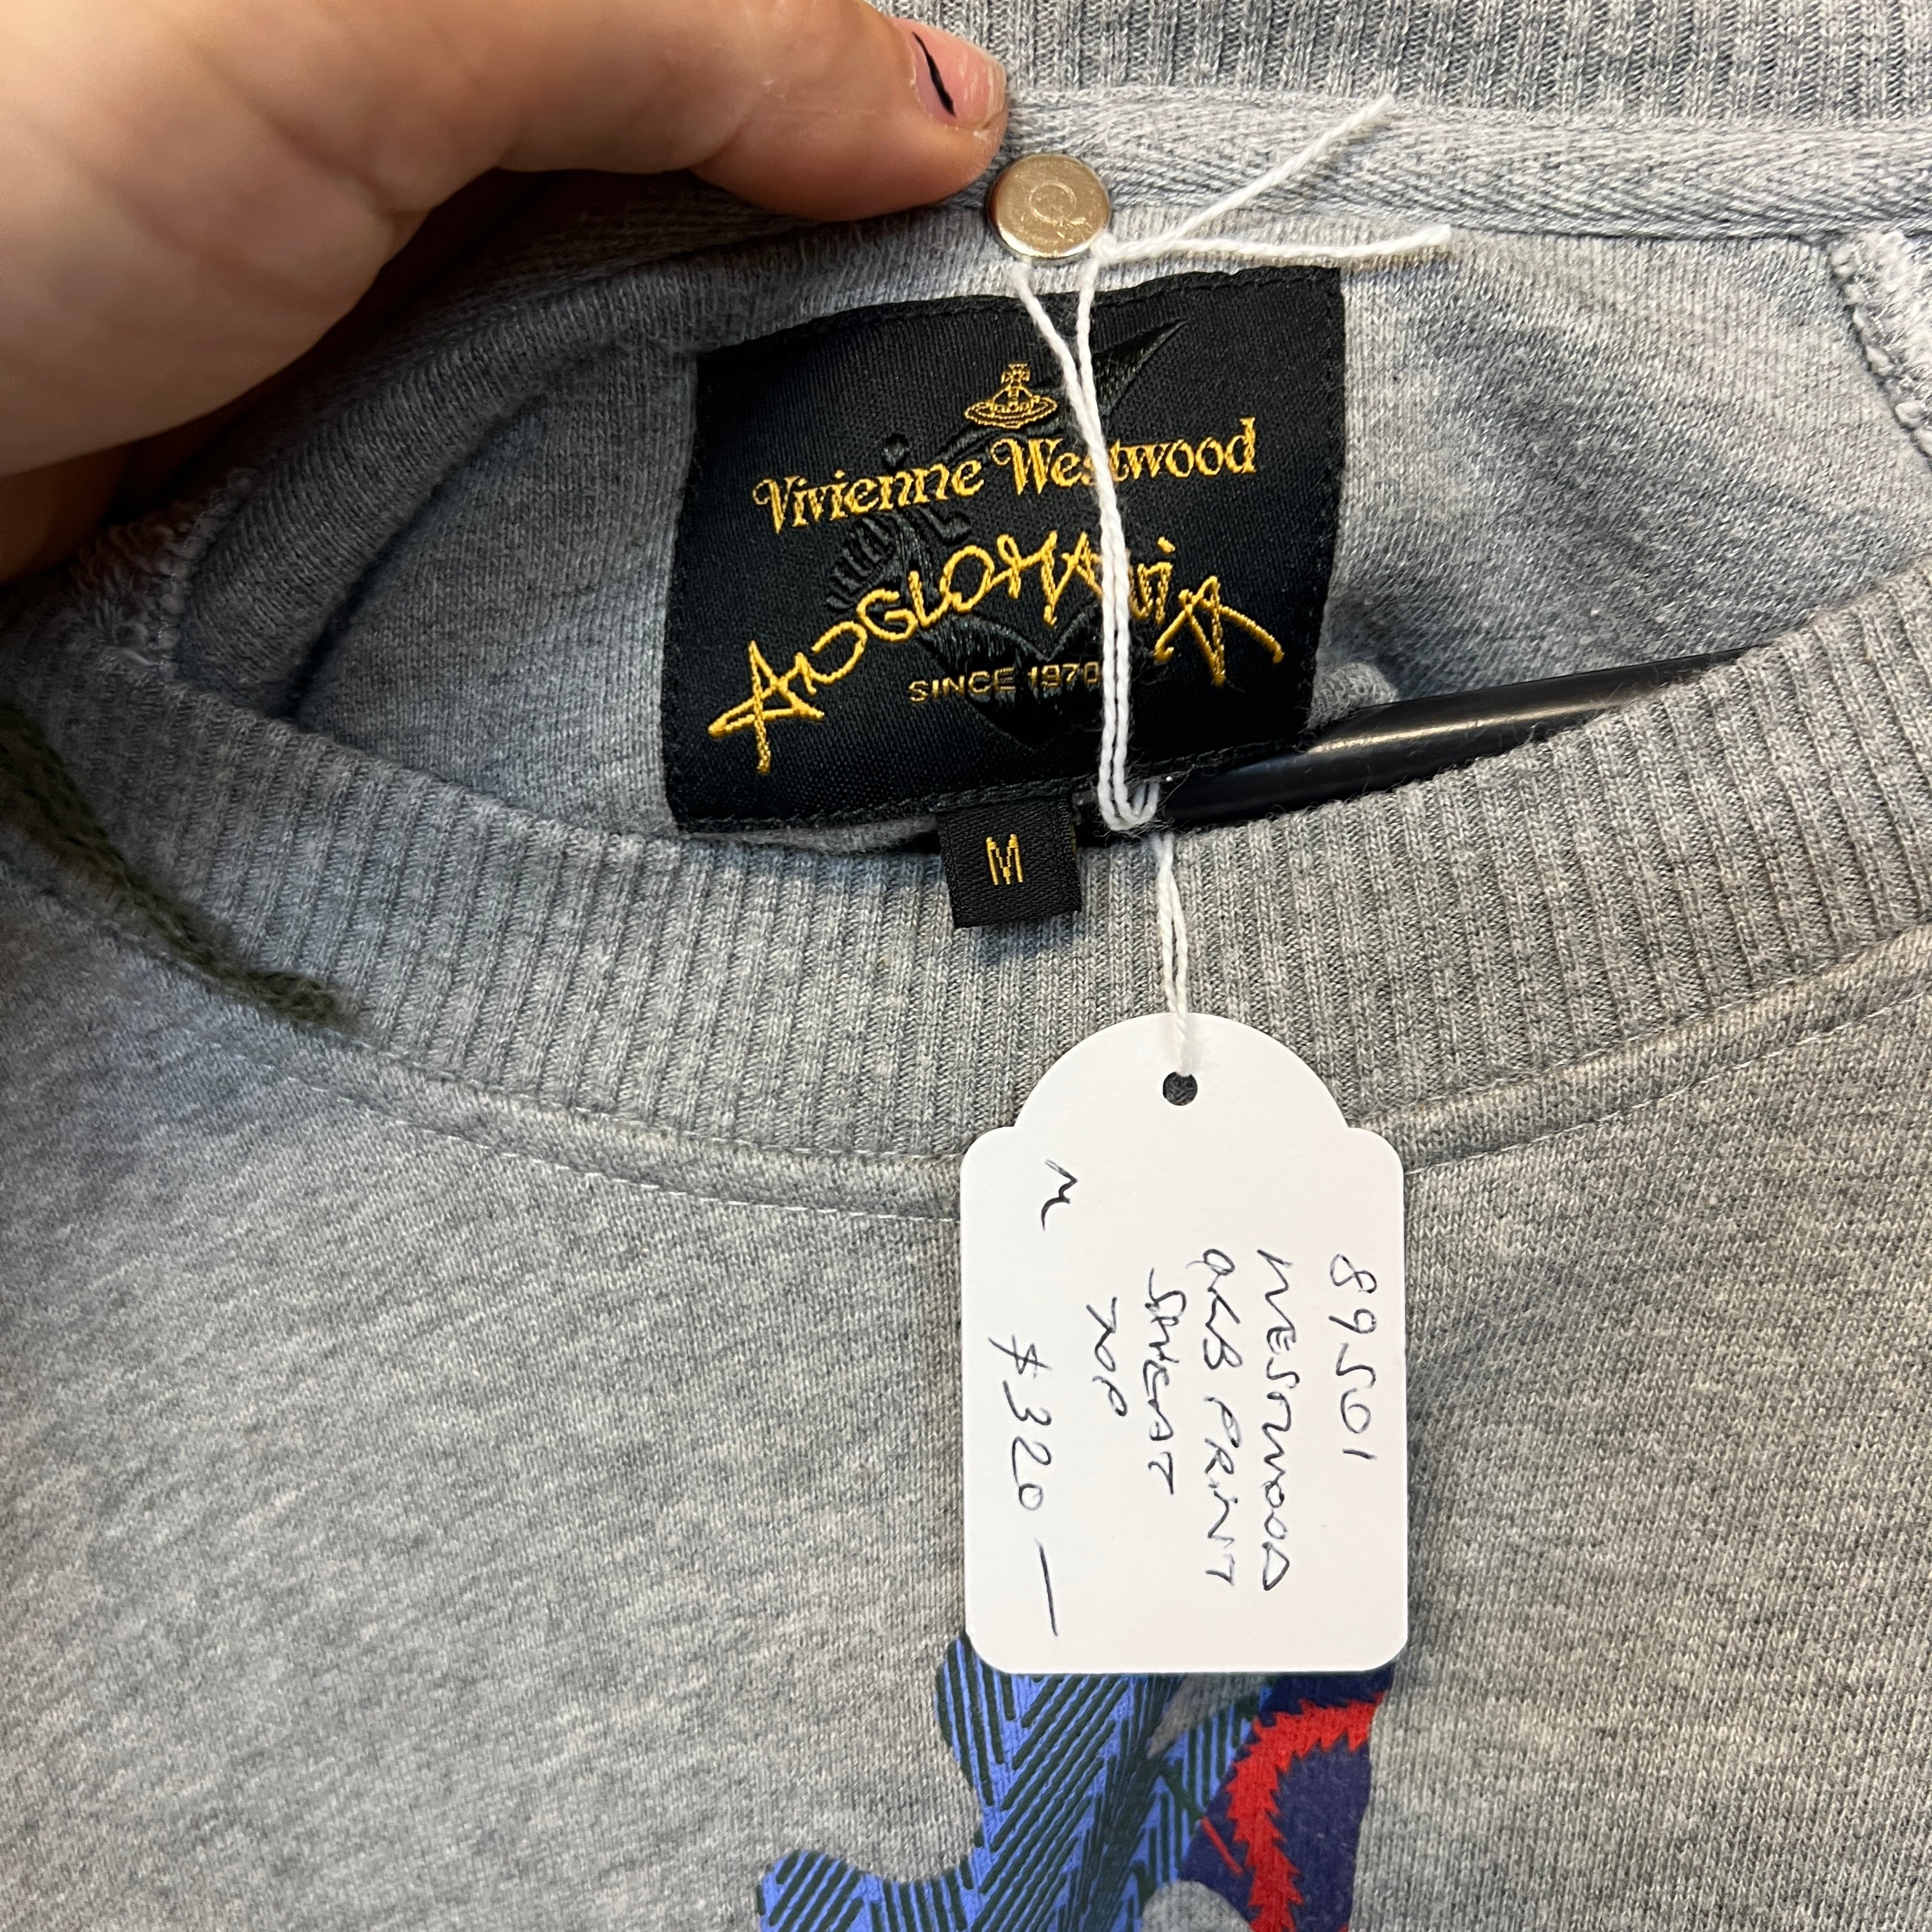 Vivienne Westwood
ANGLOMANIA
SINCE 1970
M
89501
WESTWOOD
ORB PRINT
SWEAT
TOP
M
$320—